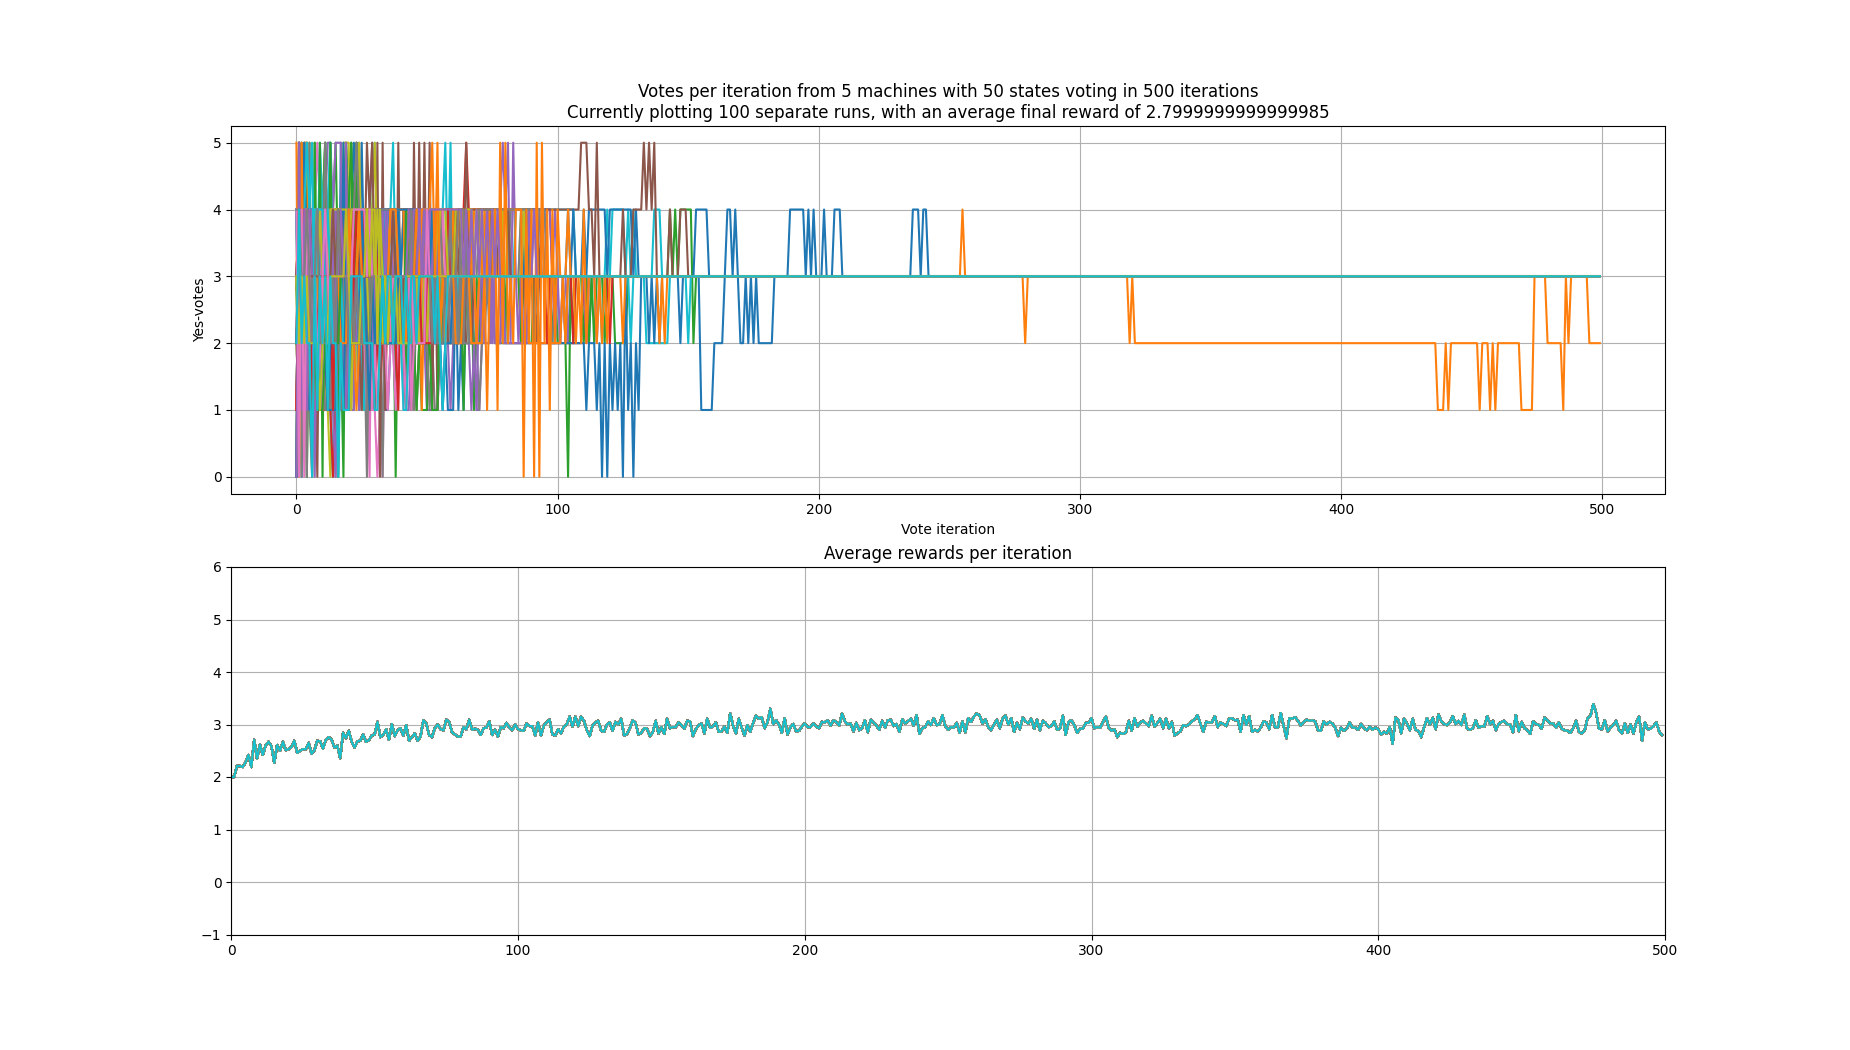 Votes per iteration from 5 machines with 50 states voting in 500 iterations
Currently plotting 100 separate runs, with an average final reward of 2.7999999999999985
5
4
3
2
1
0
Yes-votes
0 100 200 300 400 500
Vote iteration
Average rewards per iteration
6
5
4
3
2
1
0
−1
0 100 200 300 400 500